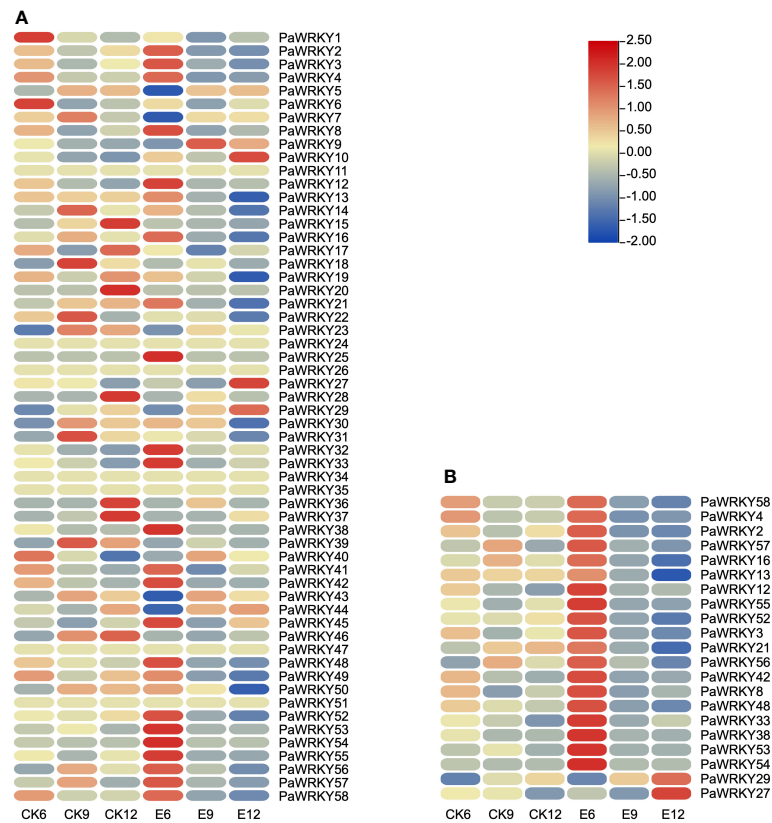 A
PaWRKY1
PaWRKY2
PaWRKY3
PaWRKY4
PaWRKY5
PaWRKY6
PaWRKY7
PaWRKY8
PaWRKY9
PaWRKY10
PaWRKY11
PaWRKY12
PaWRKY13
PaWRKY14
PaWRKY15
PaWRKY16
PaWRKY17
PaWRKY18
PaWRKY19
PaWRKY20
PaWRKY21
PaWRKY22
PaWRKY23
PaWRKY24
PaWRKY25
PaWRKY26
PaWRKY27
PaWRKY28
PaWRKY29
PaWRKY30
PaWRKY31
PaWRKY32
PaWRKY33
PaWRKY34
PaWRKY35
PaWRKY36
PaWRKY37
PaWRKY38
PaWRKY39
PaWRKY40
PaWRKY41
PaWRKY42
PaWRKY43
PaWRKY44
PaWRKY45
PaWRKY46
PaWRKY47
PaWRKY48
PaWRKY49
PaWRKY50
PaWRKY51
PaWRKY52
PaWRKY53
PaWRKY54
PaWRKY55
PaWRKY56
PaWRKY57
PaWRKY58
CK6 CK9 CK12 E6 E9 E12
2.50
2.00
1.50
1.00
0.50
0.00
-0.50
-1.00
-1.50
-2.00
B
PaWRKY58
PaWRKY4
PaWRKY2
PaWRKY57
PaWRKY16
PaWRKY13
PaWRKY12
PaWRKY55
PaWRKY52
PaWRKY3
PaWRKY21
PaWRKY56
PaWRKY42
PaWRKY8
PaWRKY48
PaWRKY33
PaWRKY38
PaWRKY53
PaWRKY54
PaWRKY29
PaWRKY27
CK6 CK9 CK12 E6 E9 E12